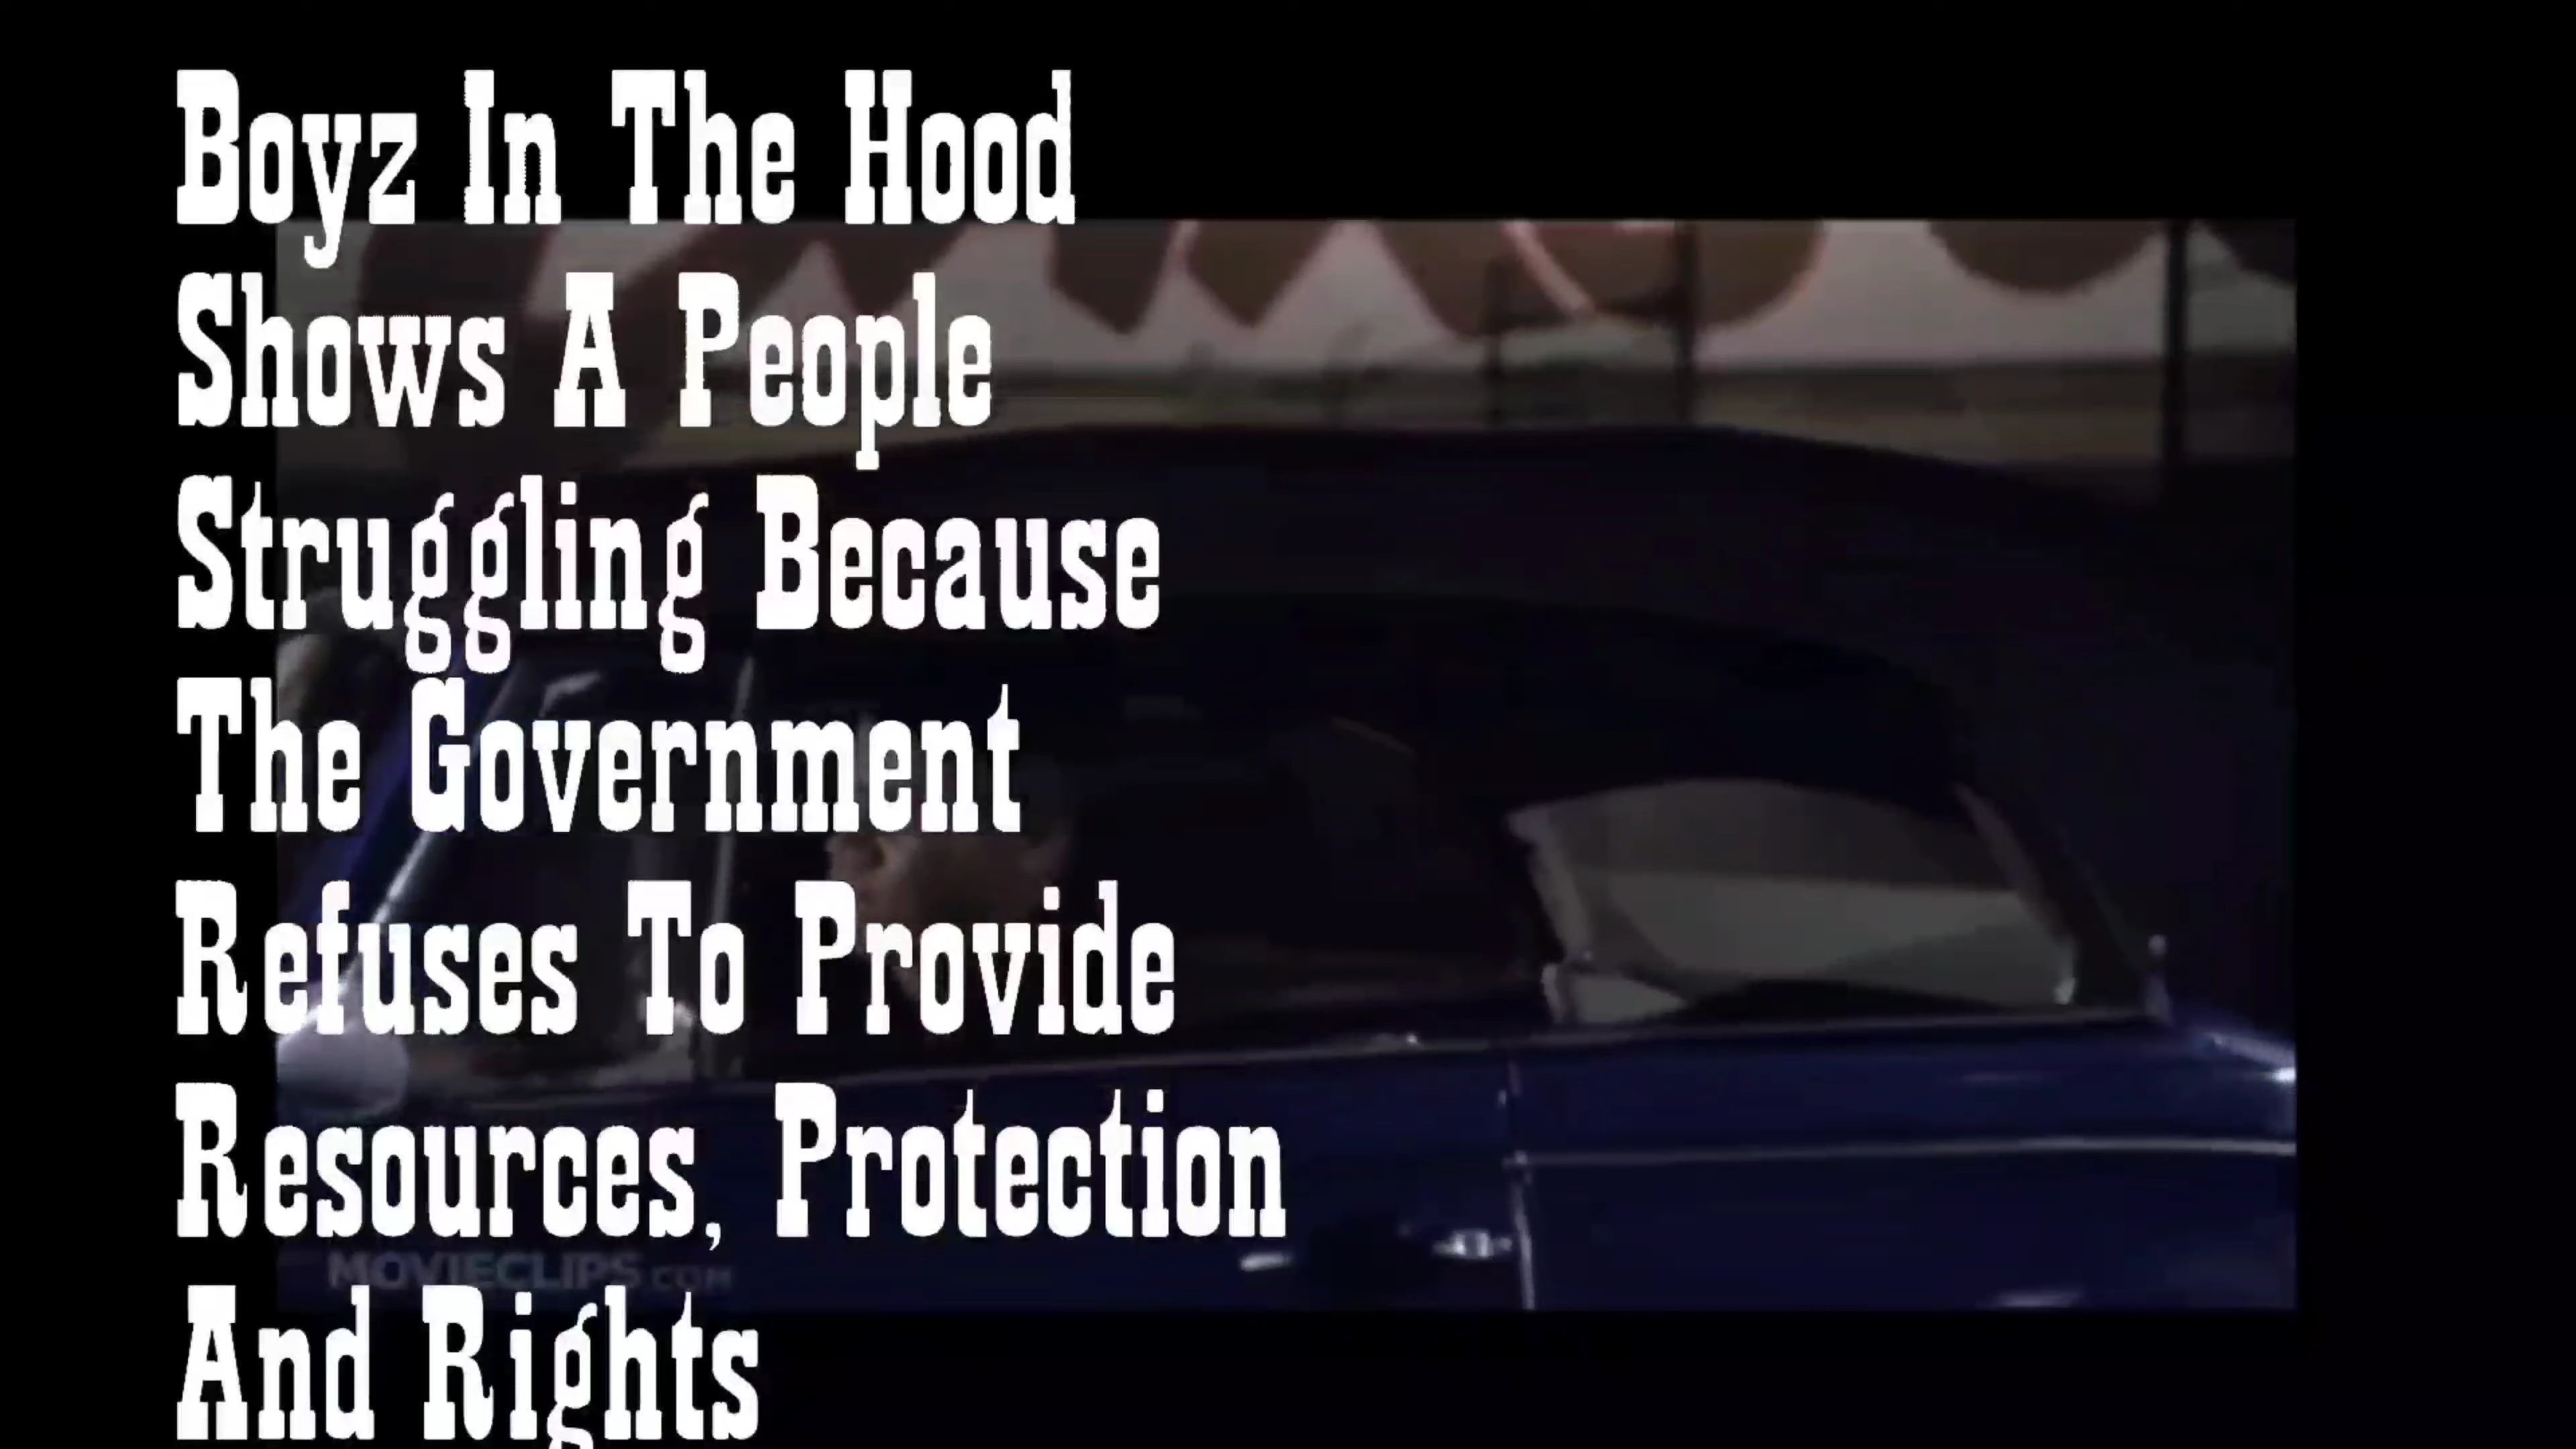 Boyz In The Hood
Shows A People
Struggling Because
The Government
Refuses To Provide
Resources, Protection
MOVIECLIPS.COM
And Rights